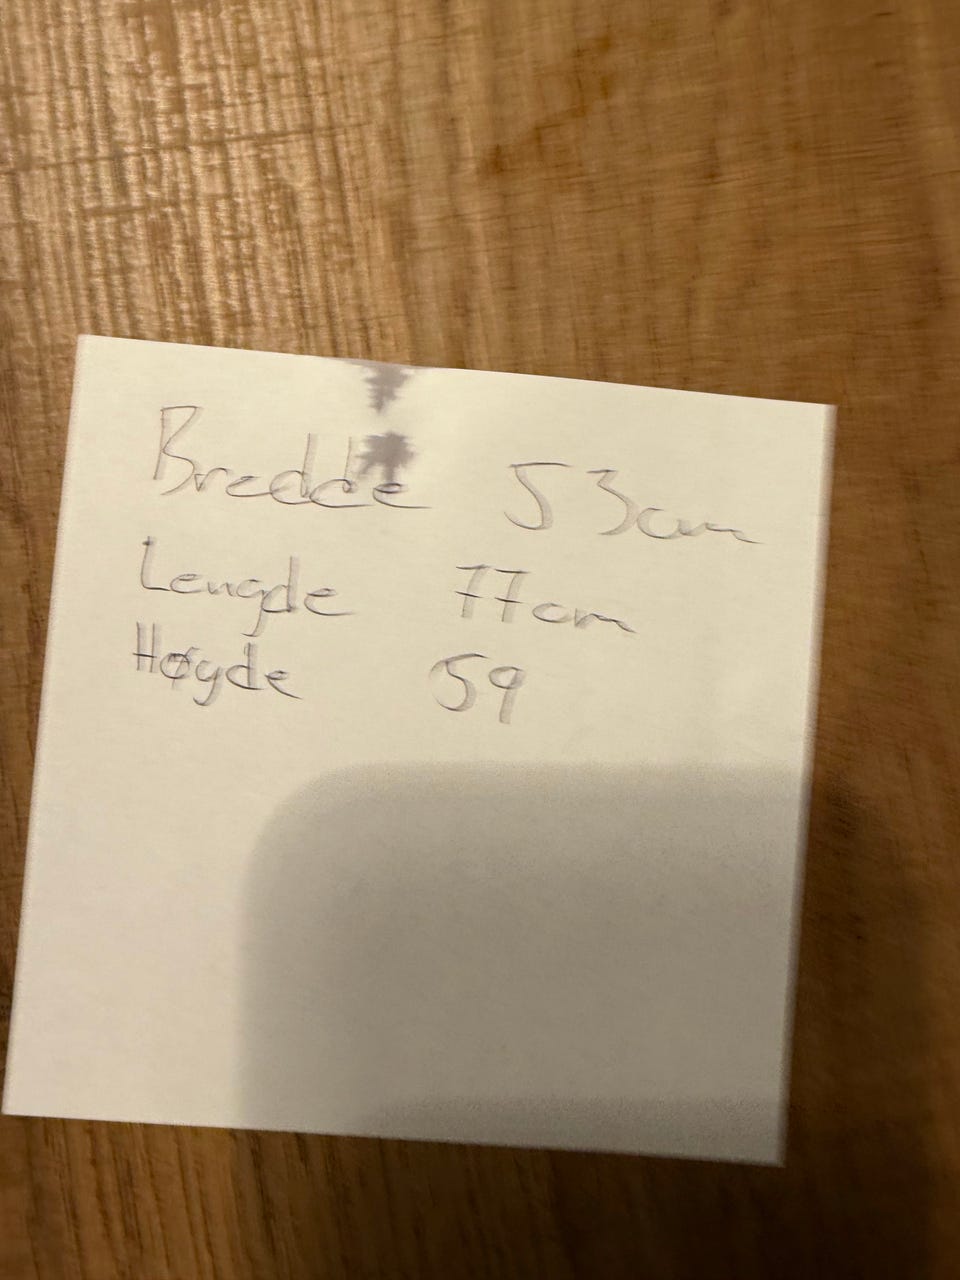 Bredde 53cm
Lengde 77cm
Høyde 59